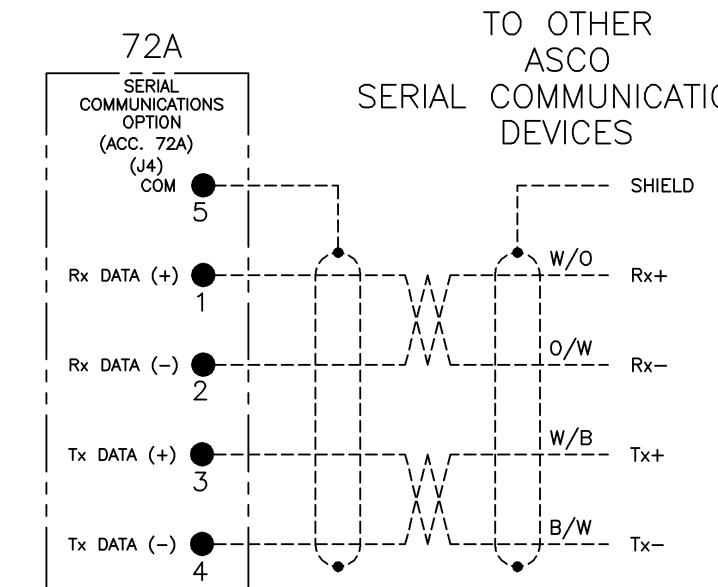 72A
SERIAL
COMMUNICATIONS
OPTION
(ACC. 72A)
(J4)
TO OTHER
ASCO
SERIAL COMMUNICATIO
DEVICES
COM
5
SHIELD
Rx DATA (+)
1
W/O
Rx+
Rx DATA (-)
2
O/W
Rx-
Tx DATA (+)
3
W/B
Tx+
Tx DATA (-)
4
B/W
Tx-